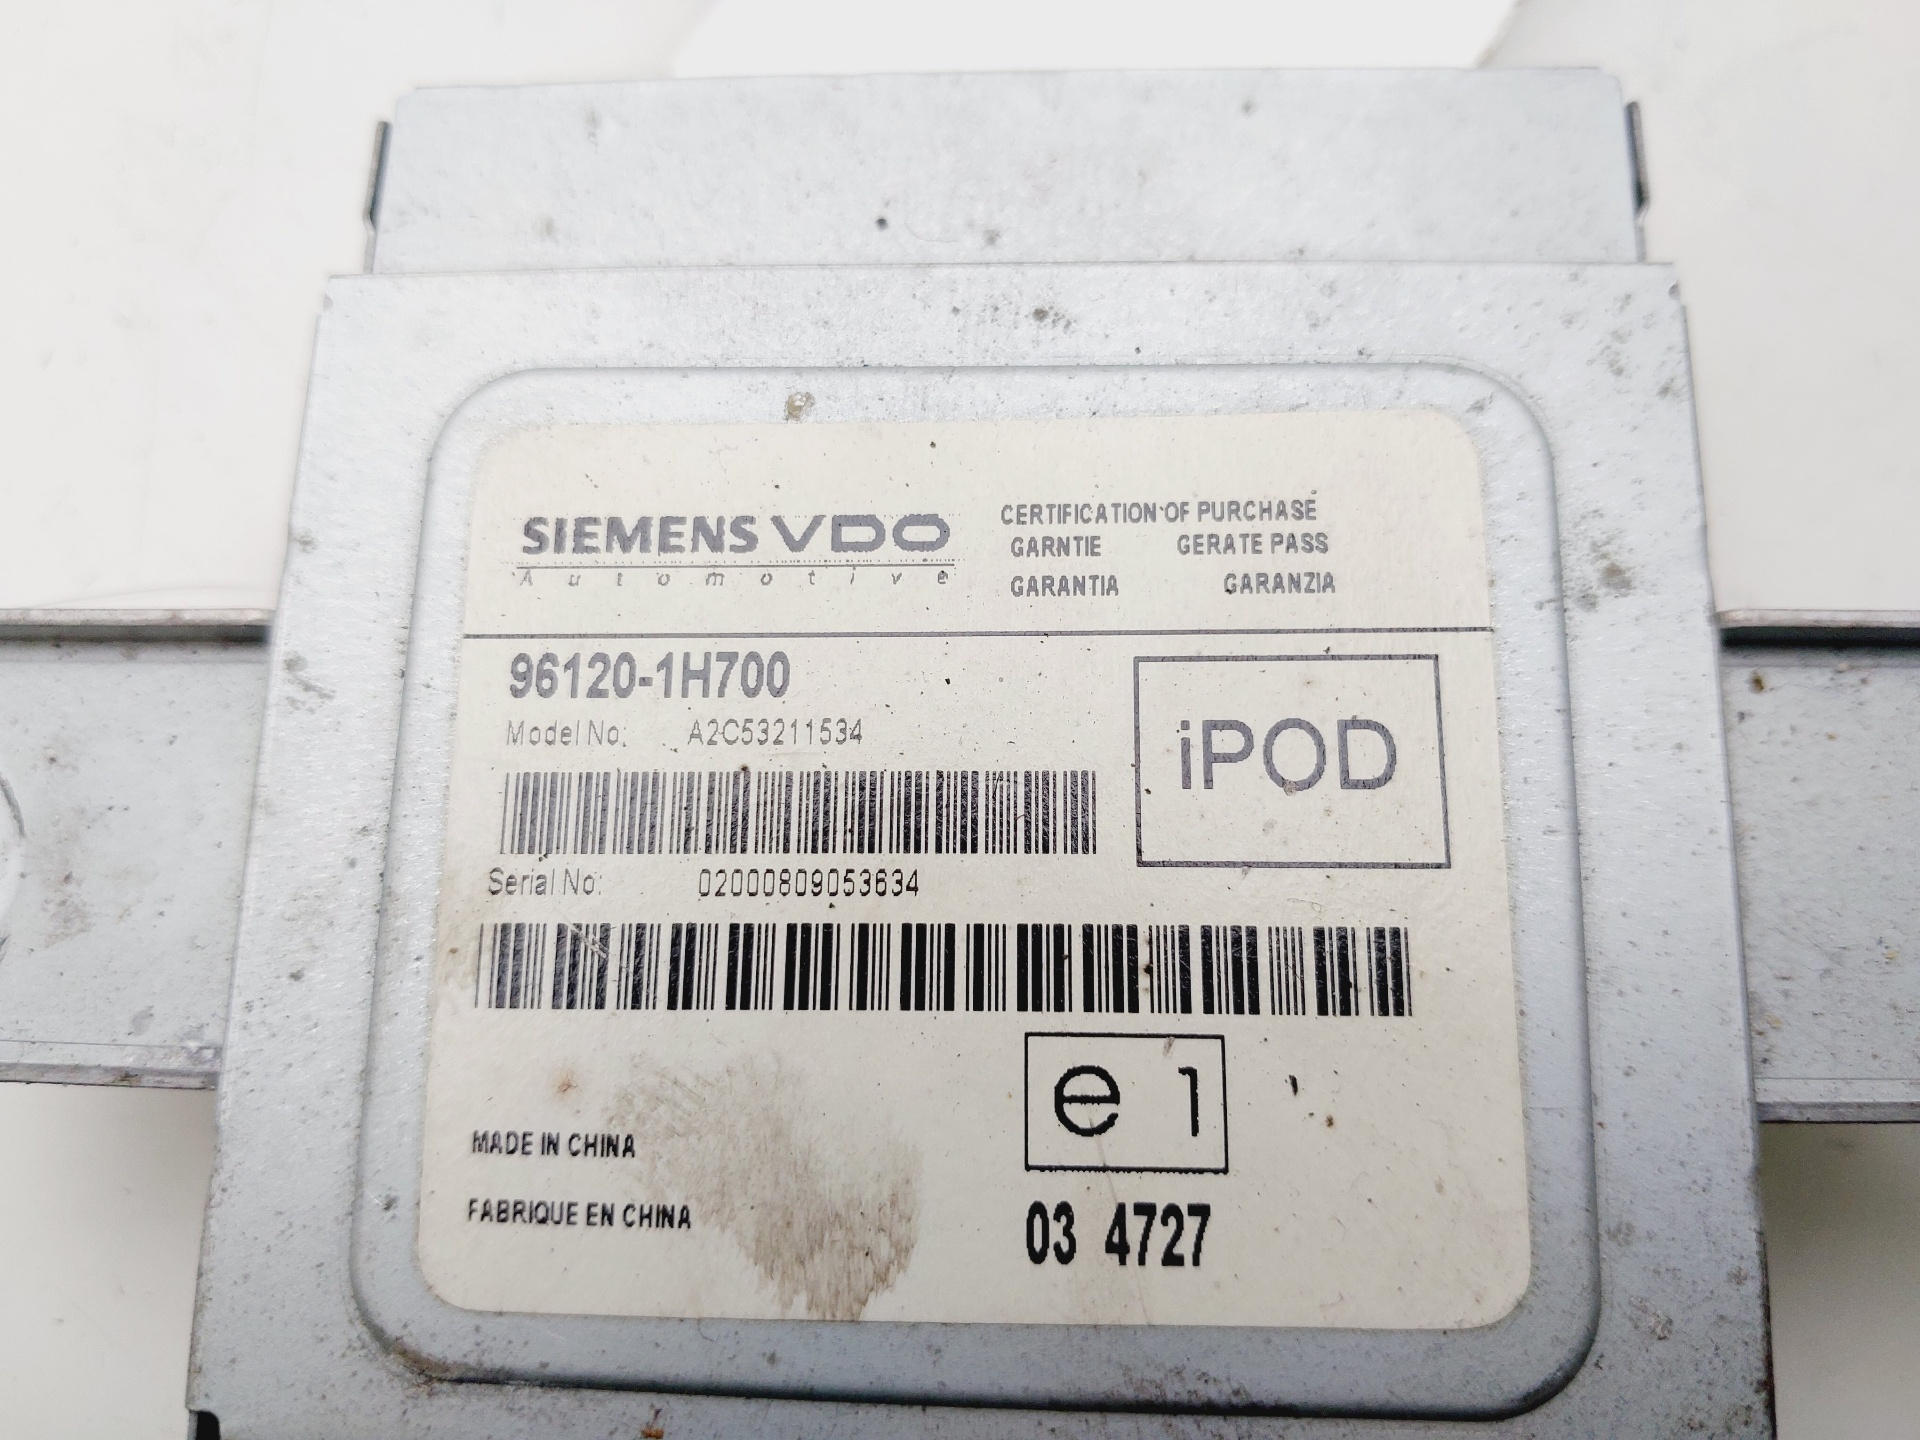 SIEMENS VDO
Automotive
CERTIFICATION OF PURCHASE
GARNTIE GERATE PASS
GARANTIA GARANZIA
96120-1H700
Model No: A2C53211534
iPOD
Serial No: 02000809053634
e 1
MADE IN CHINA
FABRIQUE EN CHINA
03 4727